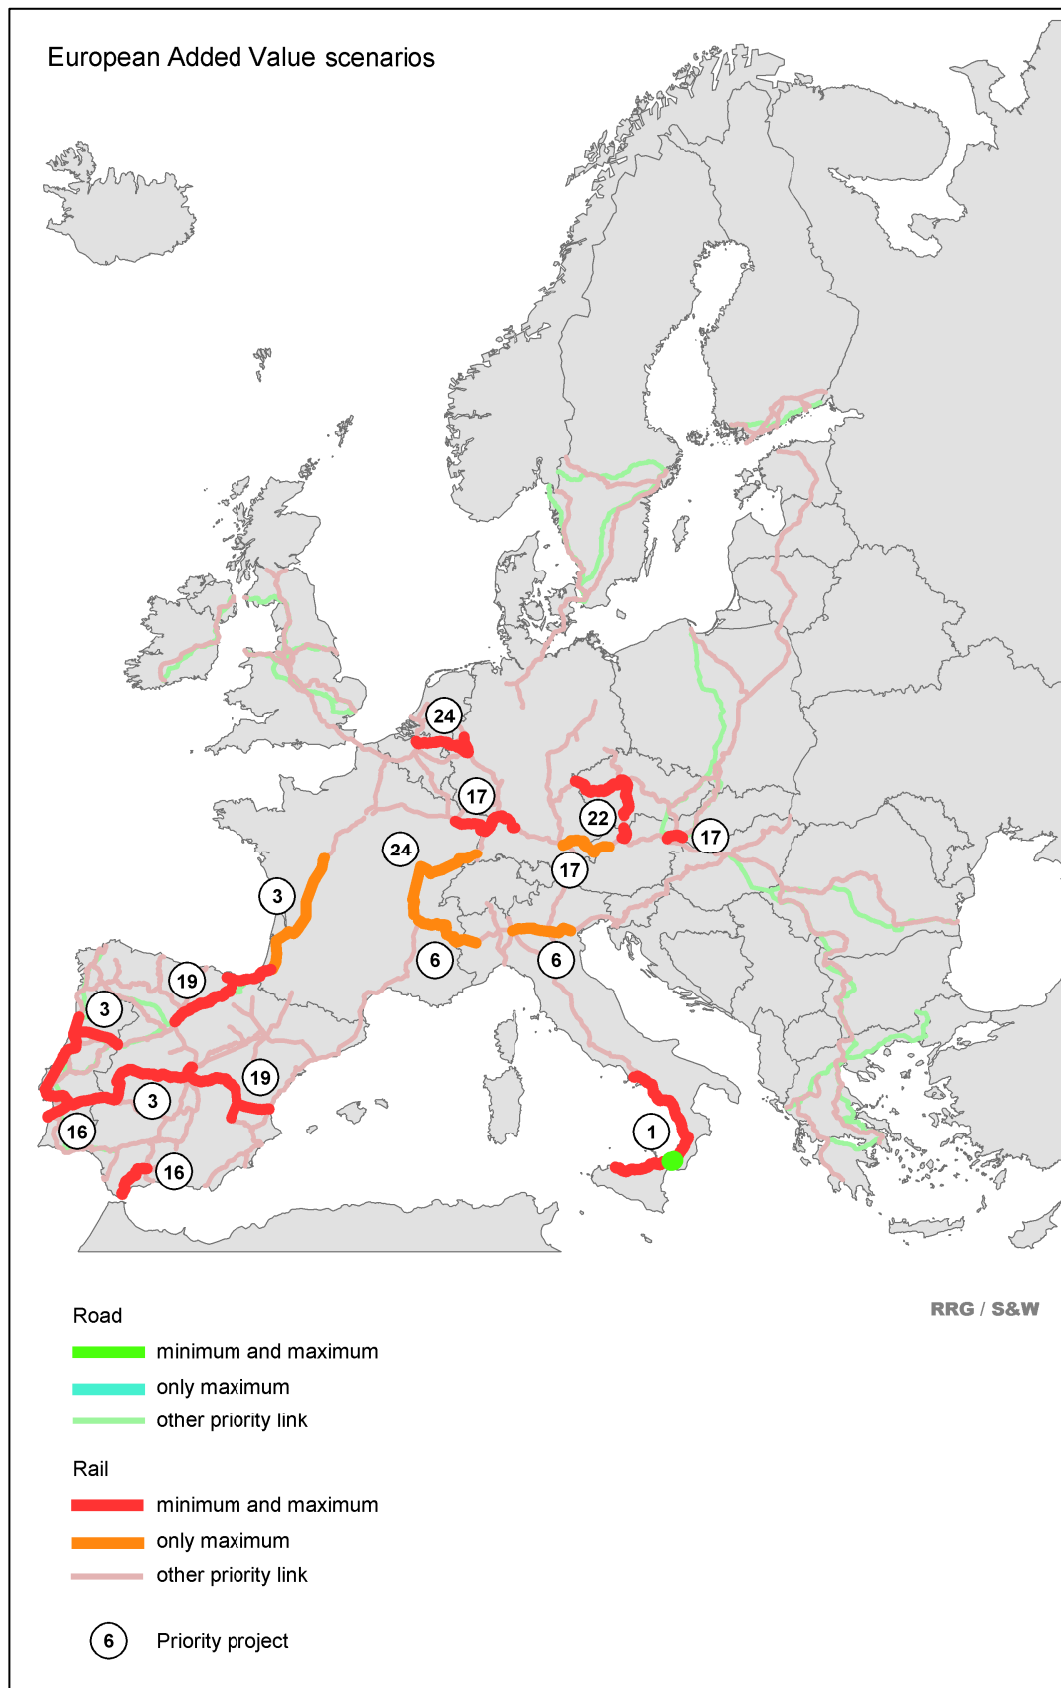 European Added Value scenarios
24
17
22
17
24
17
3
6
6
19
3
19
3
16
1
16
RRG / S&W
Road
minimum and maximum
only maximum
other priority link
Rail
minimum and maximum
only maximum
other priority link
6 Priority project